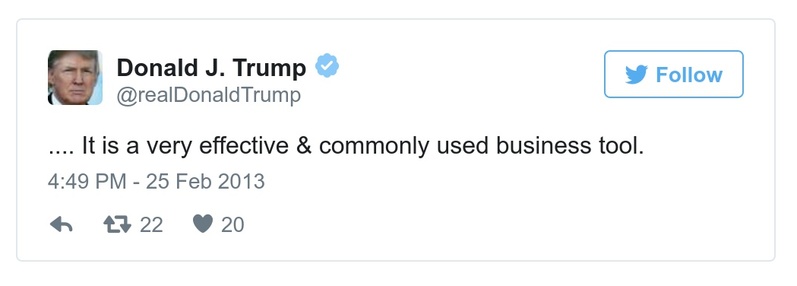 Donald J. Trump
@realDonaldTrump
Follow
.... It is a very effective & commonly used business tool.
4:49 PM - 25 Feb 2013
22 20